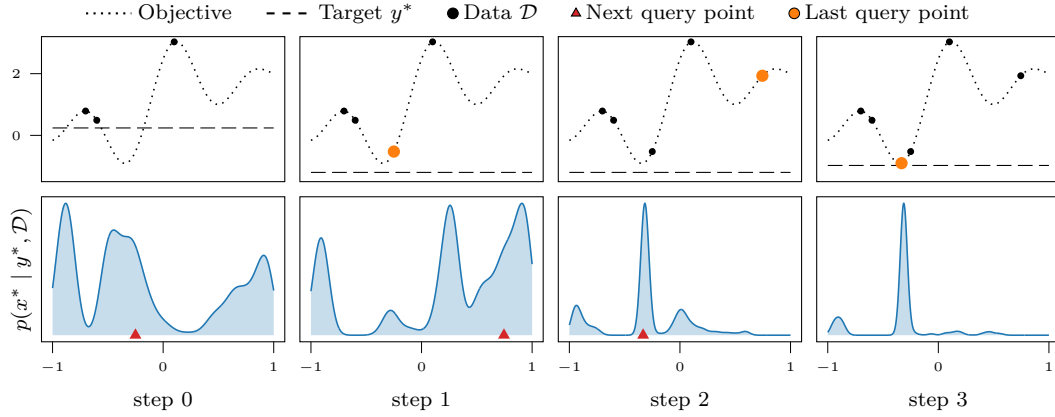 Objective Target y* Data 𝒟 Next query point Last query point
2
0
p(x* | y*, 𝒟)
−1 0 1 −1 0 1 −1 0 1 −1 0 1
step 0 step 1 step 2 step 3